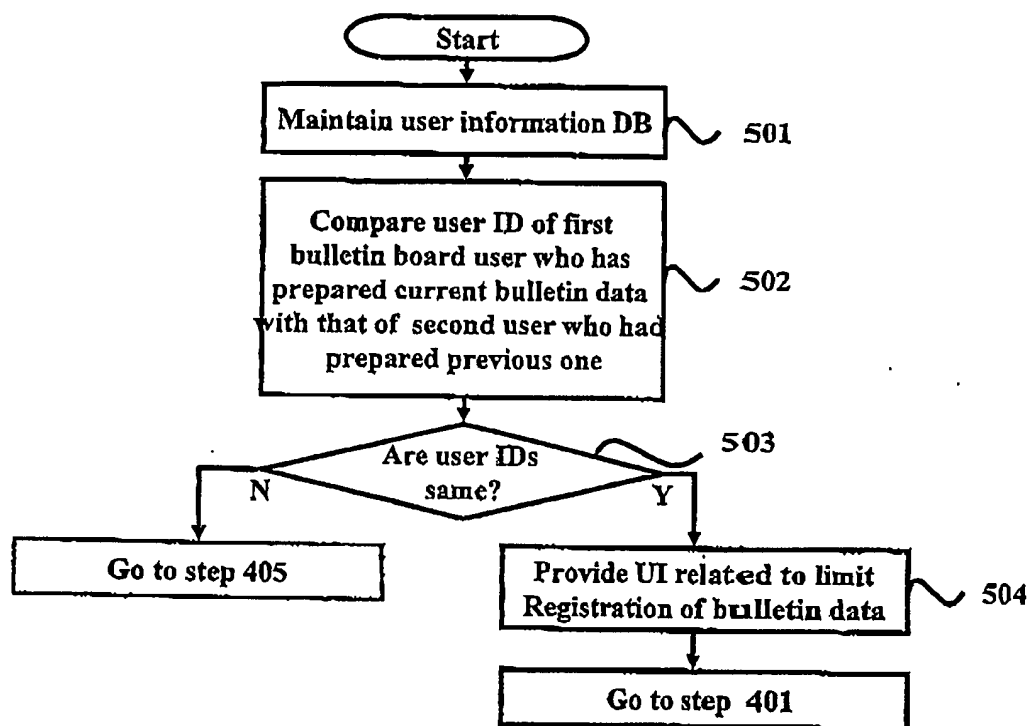 Start
Maintain user information DB
501
Compare user ID of first
bulletin board user who has
prepared current bulletin data
with that of second user who had
prepared previous one
502
Are user IDs
same?
503
N
Y
Go to step 405
Provide UI related to limit
Registration of bulletin data
504
Go to step 401